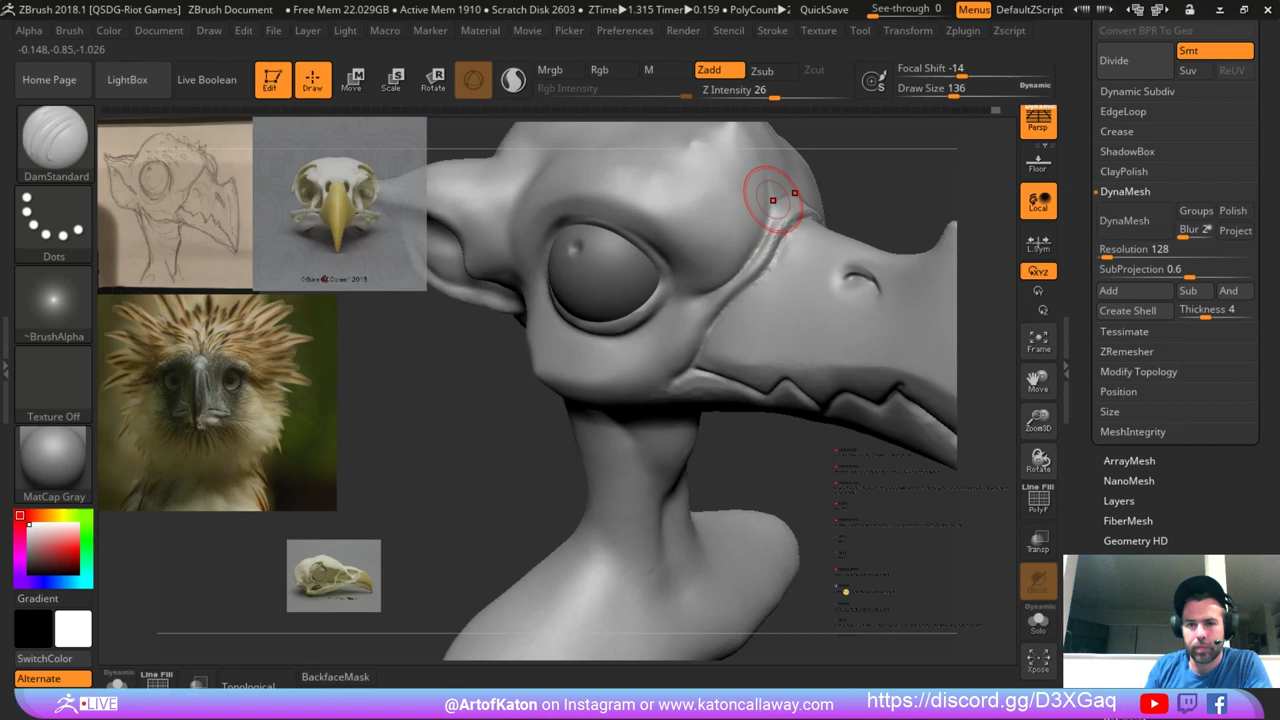 ZBrush 2018.1 [QSDG-Riot Games] ZBrush Document • Free Mem 22.029GB • Active Mem 1910 • Scratch Disk 2603 • ZTime▶1.315 Timer▶0.159 • PolyCount▶ QuickSave See-through 0 Menus DefaultZScript
Alpha Brush Color Document Draw Edit File Layer Light Macro Marker Material Movie Picker Preferences Render Stencil Stroke Texture Tool Transform Zplugin Zscript
-0.148,-0.85,-1.026
Home Page LightBox Live Boolean Edit Draw Move Scale Rotate
Mrgb Rgb M Zadd Zsub Zcut
Rgb Intensity Z Intensity 26
Focal Shift -14
Draw Size 136
Dynamic
DamStandard
Dots
~BrushAlpha
Texture Off
MatCap Gray
Gradient
SwitchColor
Alternate
Dynamic
Line Fill
Topological
BackfaceMask
Dynamic
Persp
Floor
Local
L.Sym
XYZ
Frame
Move
Zoom3D
Rotate
Line Fill
PolyF
Transp
Ghost
Dynamic
Solo
Xpose
Convert BPR To Geo
Divide
Smt
Suv ReUV
Dynamic Subdiv
EdgeLoop
Crease
ShadowBox
ClayPolish
DynaMesh
DynaMesh
Groups Polish
Blur 2 Project
Resolution 128
SubProjection 0.6
Add Sub And
Create Shell Thickness 4
Tessimate
ZRemesher
Modify Topology
Position
Size
MeshIntegrity
ArrayMesh
NanoMesh
Layers
FiberMesh
Geometry HD
LIVE
@ArtofKaton on Instagram or www.katoncallaway.com
https://discord.gg/D3XGaq